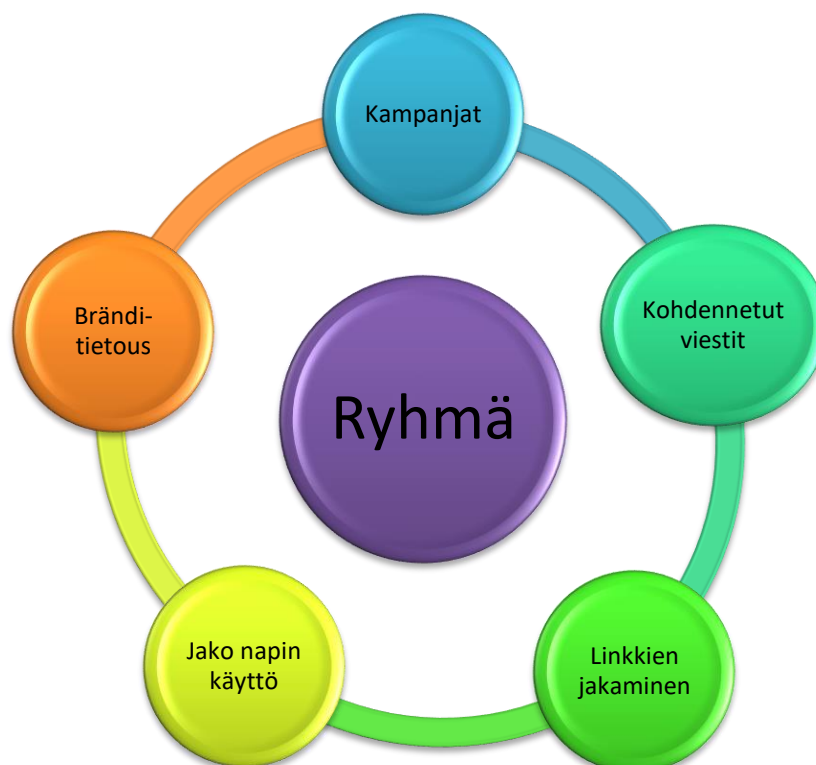 Kampanjat
Kohdennetut
viestit
Linkkien
jakaminen
Jako napin
käyttö
Brändi-
tietous
Ryhmä